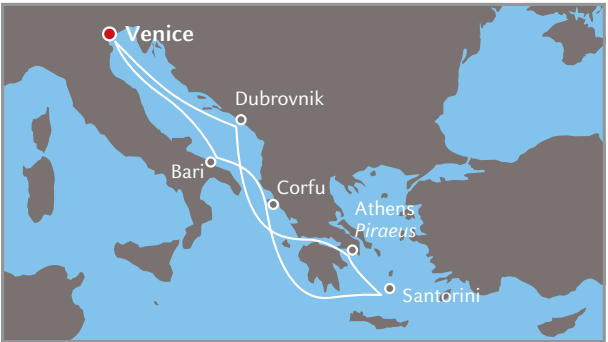 Venice
Dubrovnik
Bari
Corfu
Athens
Piraeus
Santorini